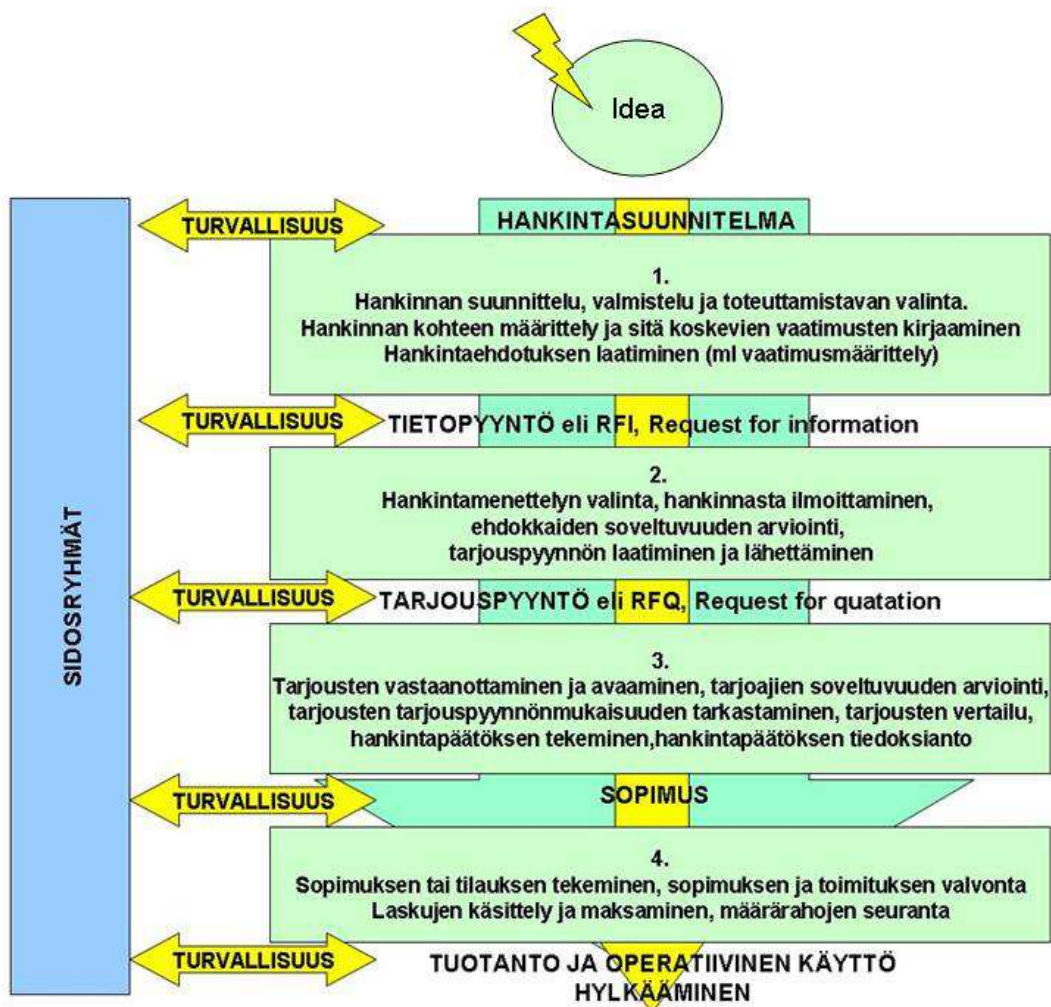 Idea
SIDOSRYHMÄT
TURVALLISUUS
HANKINTASUUNNITELMA
1.
Hankinnan suunnittelu, valmistelu ja toteuttamistavan valinta.
Hankinnan kohteen määrittely ja sitä koskevien vaatimusten kirjaaminen
Hankintaehdotuksen laatiminen (ml vaatimusmäärittely)
TURVALLISUUS
TIETOPYYNTÖ eli RFI, Request for information
2.
Hankintamenettelyn valinta, hankinnasta ilmoittaminen,
ehdokkaiden soveltuvuuden arviointi,
tarjouspyynnön laatiminen ja lähettäminen
TURVALLISUUS
TARJOUSPYYNTÖ eli RFQ, Request for quatation
3.
Tarjousten vastaanottaminen ja avaaminen, tarjoajien soveltuvuuden arviointi,
tarjousten tarjouspyynnönmukaisuuden tarkastaminen, tarjousten vertailu,
hankintapäätöksen tekeminen,hankintapäätöksen tiedoksianto
TURVALLISUUS
SOPIMUS
4.
Sopimuksen tai tilauksen tekeminen, sopimuksen ja toimituksen valvonta
Laskujen käsittely ja maksaminen, määrärahojen seuranta
TURVALLISUUS
TUOTANTO JA OPERATIIVINEN KÄYTTÖ
HYLKÄÄMINEN